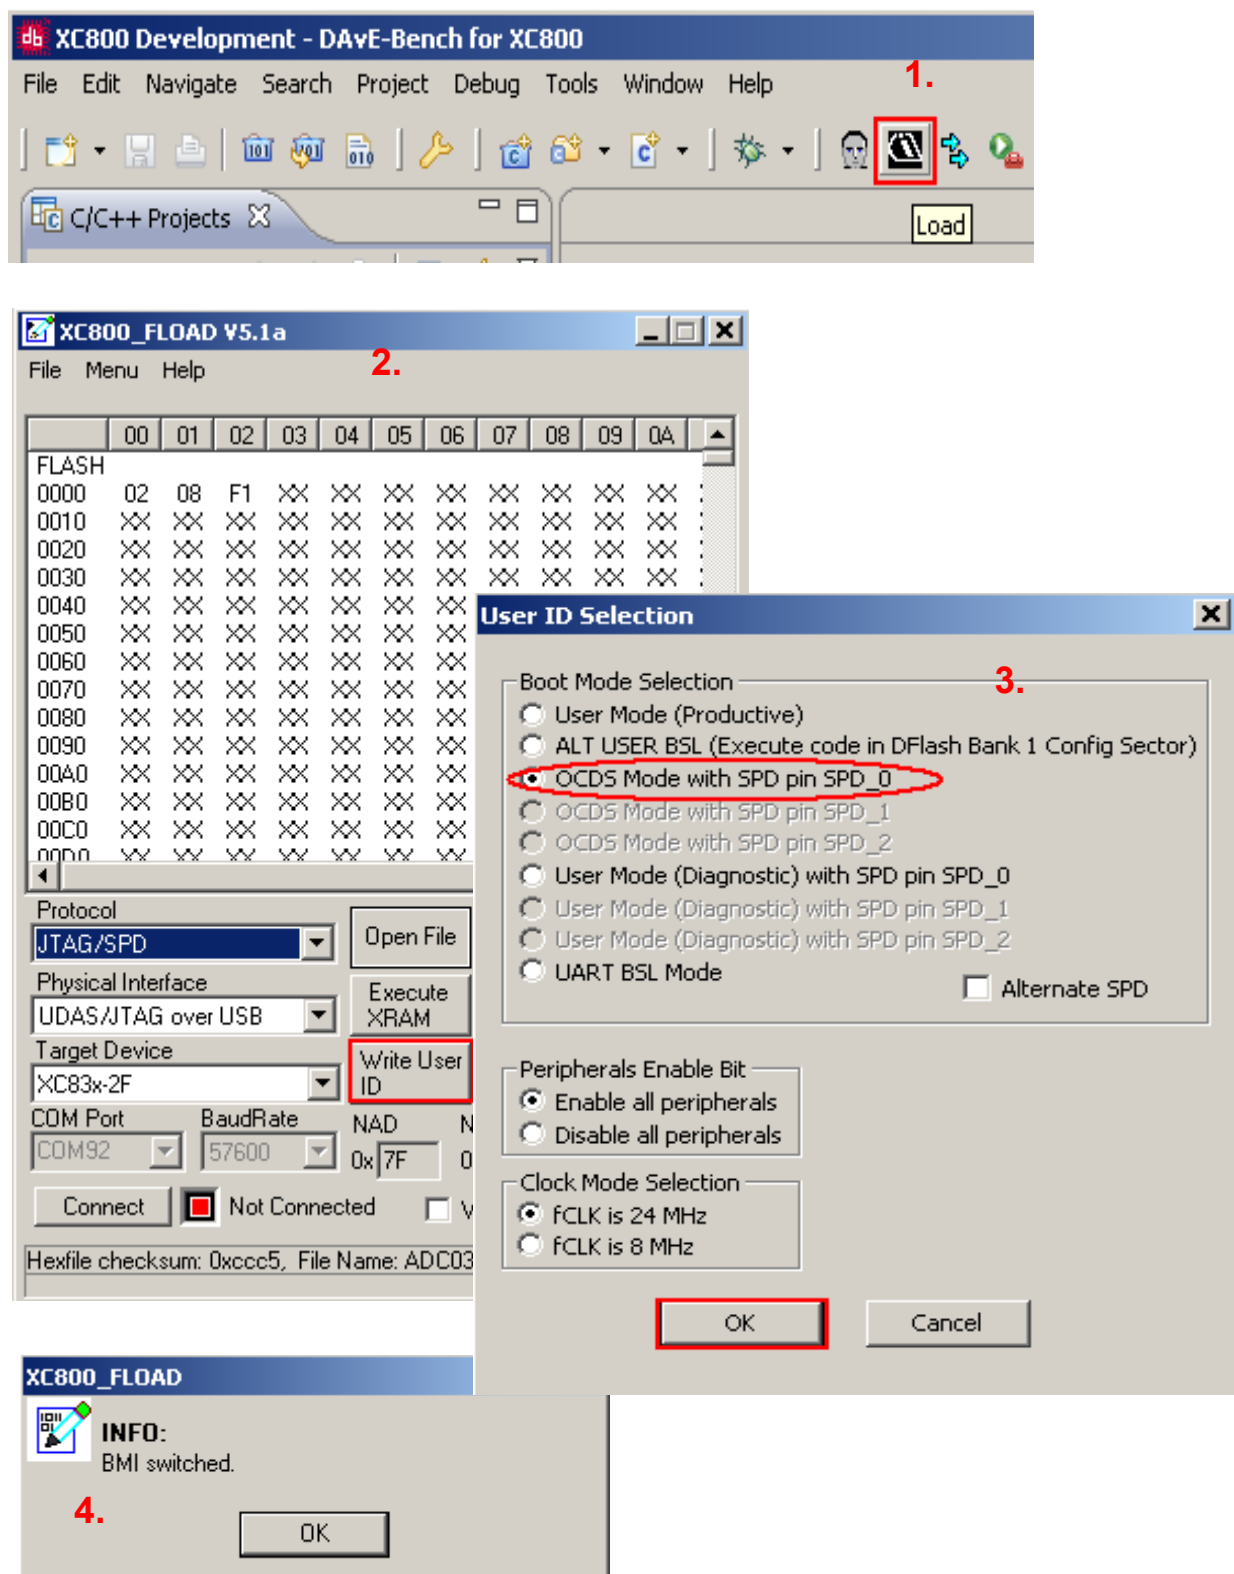 XC800 Development - DAvE-Bench for XC800
File Edit Navigate Search Project Debug Tools Window Help
1.
C/C++ Projects
Load
XC800_FLOAD V5.1a
2.
File Menu Help
00 01 02 03 04 05 06 07 08 09 0A
FLASH
0000 02 08 F1 XX XX XX XX XX XX XX XX
0010 XX XX XX XX XX XX XX XX XX XX XX
0020 XX XX XX XX XX XX XX XX XX XX XX
0030 XX XX XX XX XX XX XX XX XX XX XX
0040 XX XX XX XX XX XX XX
0050 XX XX XX XX XX XX XX
0060 XX XX XX XX XX XX XX
0070 XX XX XX XX XX XX XX
0080 XX XX XX XX XX XX XX
0090 XX XX XX XX XX XX XX
00A0 XX XX XX XX XX XX XX
00B0 XX XX XX XX XX XX XX
00C0 XX XX XX XX XX XX XX
00D0 XX XX XX XX XX XX XX
Protocol
JTAG/SPD
Open File
Physical Interface
UDAS/JTAG over USB
Execute
XRAM
Target Device
XC83x-2F
Write User
ID
COM Port BaudRate NAD N
COM92 57600 0x 7F 0
Connect Not Connected V
Hexfile checksum: 0xccc5, File Name: ADC03
User ID Selection
3.
Boot Mode Selection
User Mode (Productive)
ALT USER BSL (Execute code in DFlash Bank 1 Config Sector)
OCDS Mode with SPD pin SPD_0
OCDS Mode with SPD pin SPD_1
OCDS Mode with SPD pin SPD_2
User Mode (Diagnostic) with SPD pin SPD_0
User Mode (Diagnostic) with SPD pin SPD_1
User Mode (Diagnostic) with SPD pin SPD_2
UART BSL Mode
Alternate SPD
Peripherals Enable Bit
Enable all peripherals
Disable all peripherals
Clock Mode Selection
fCLK is 24 MHz
fCLK is 8 MHz
OK Cancel
XC800_FLOAD
INFO:
BMI switched.
4.
OK